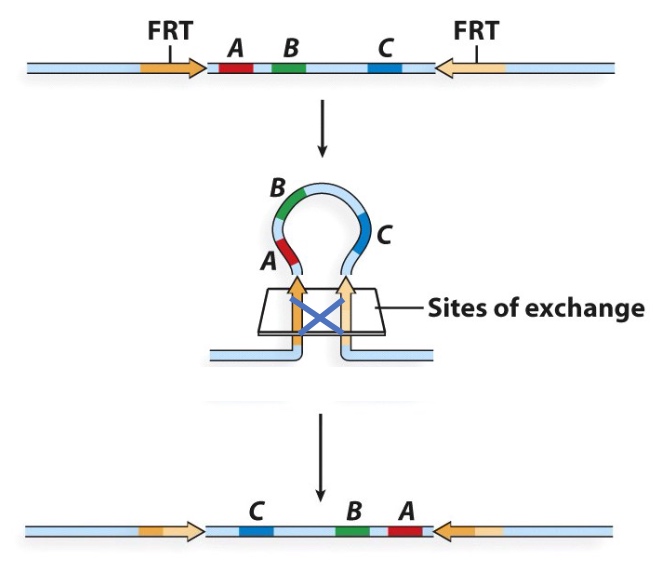 FRT FRT
A B C
B
C
A
Sites of exchange
C B A